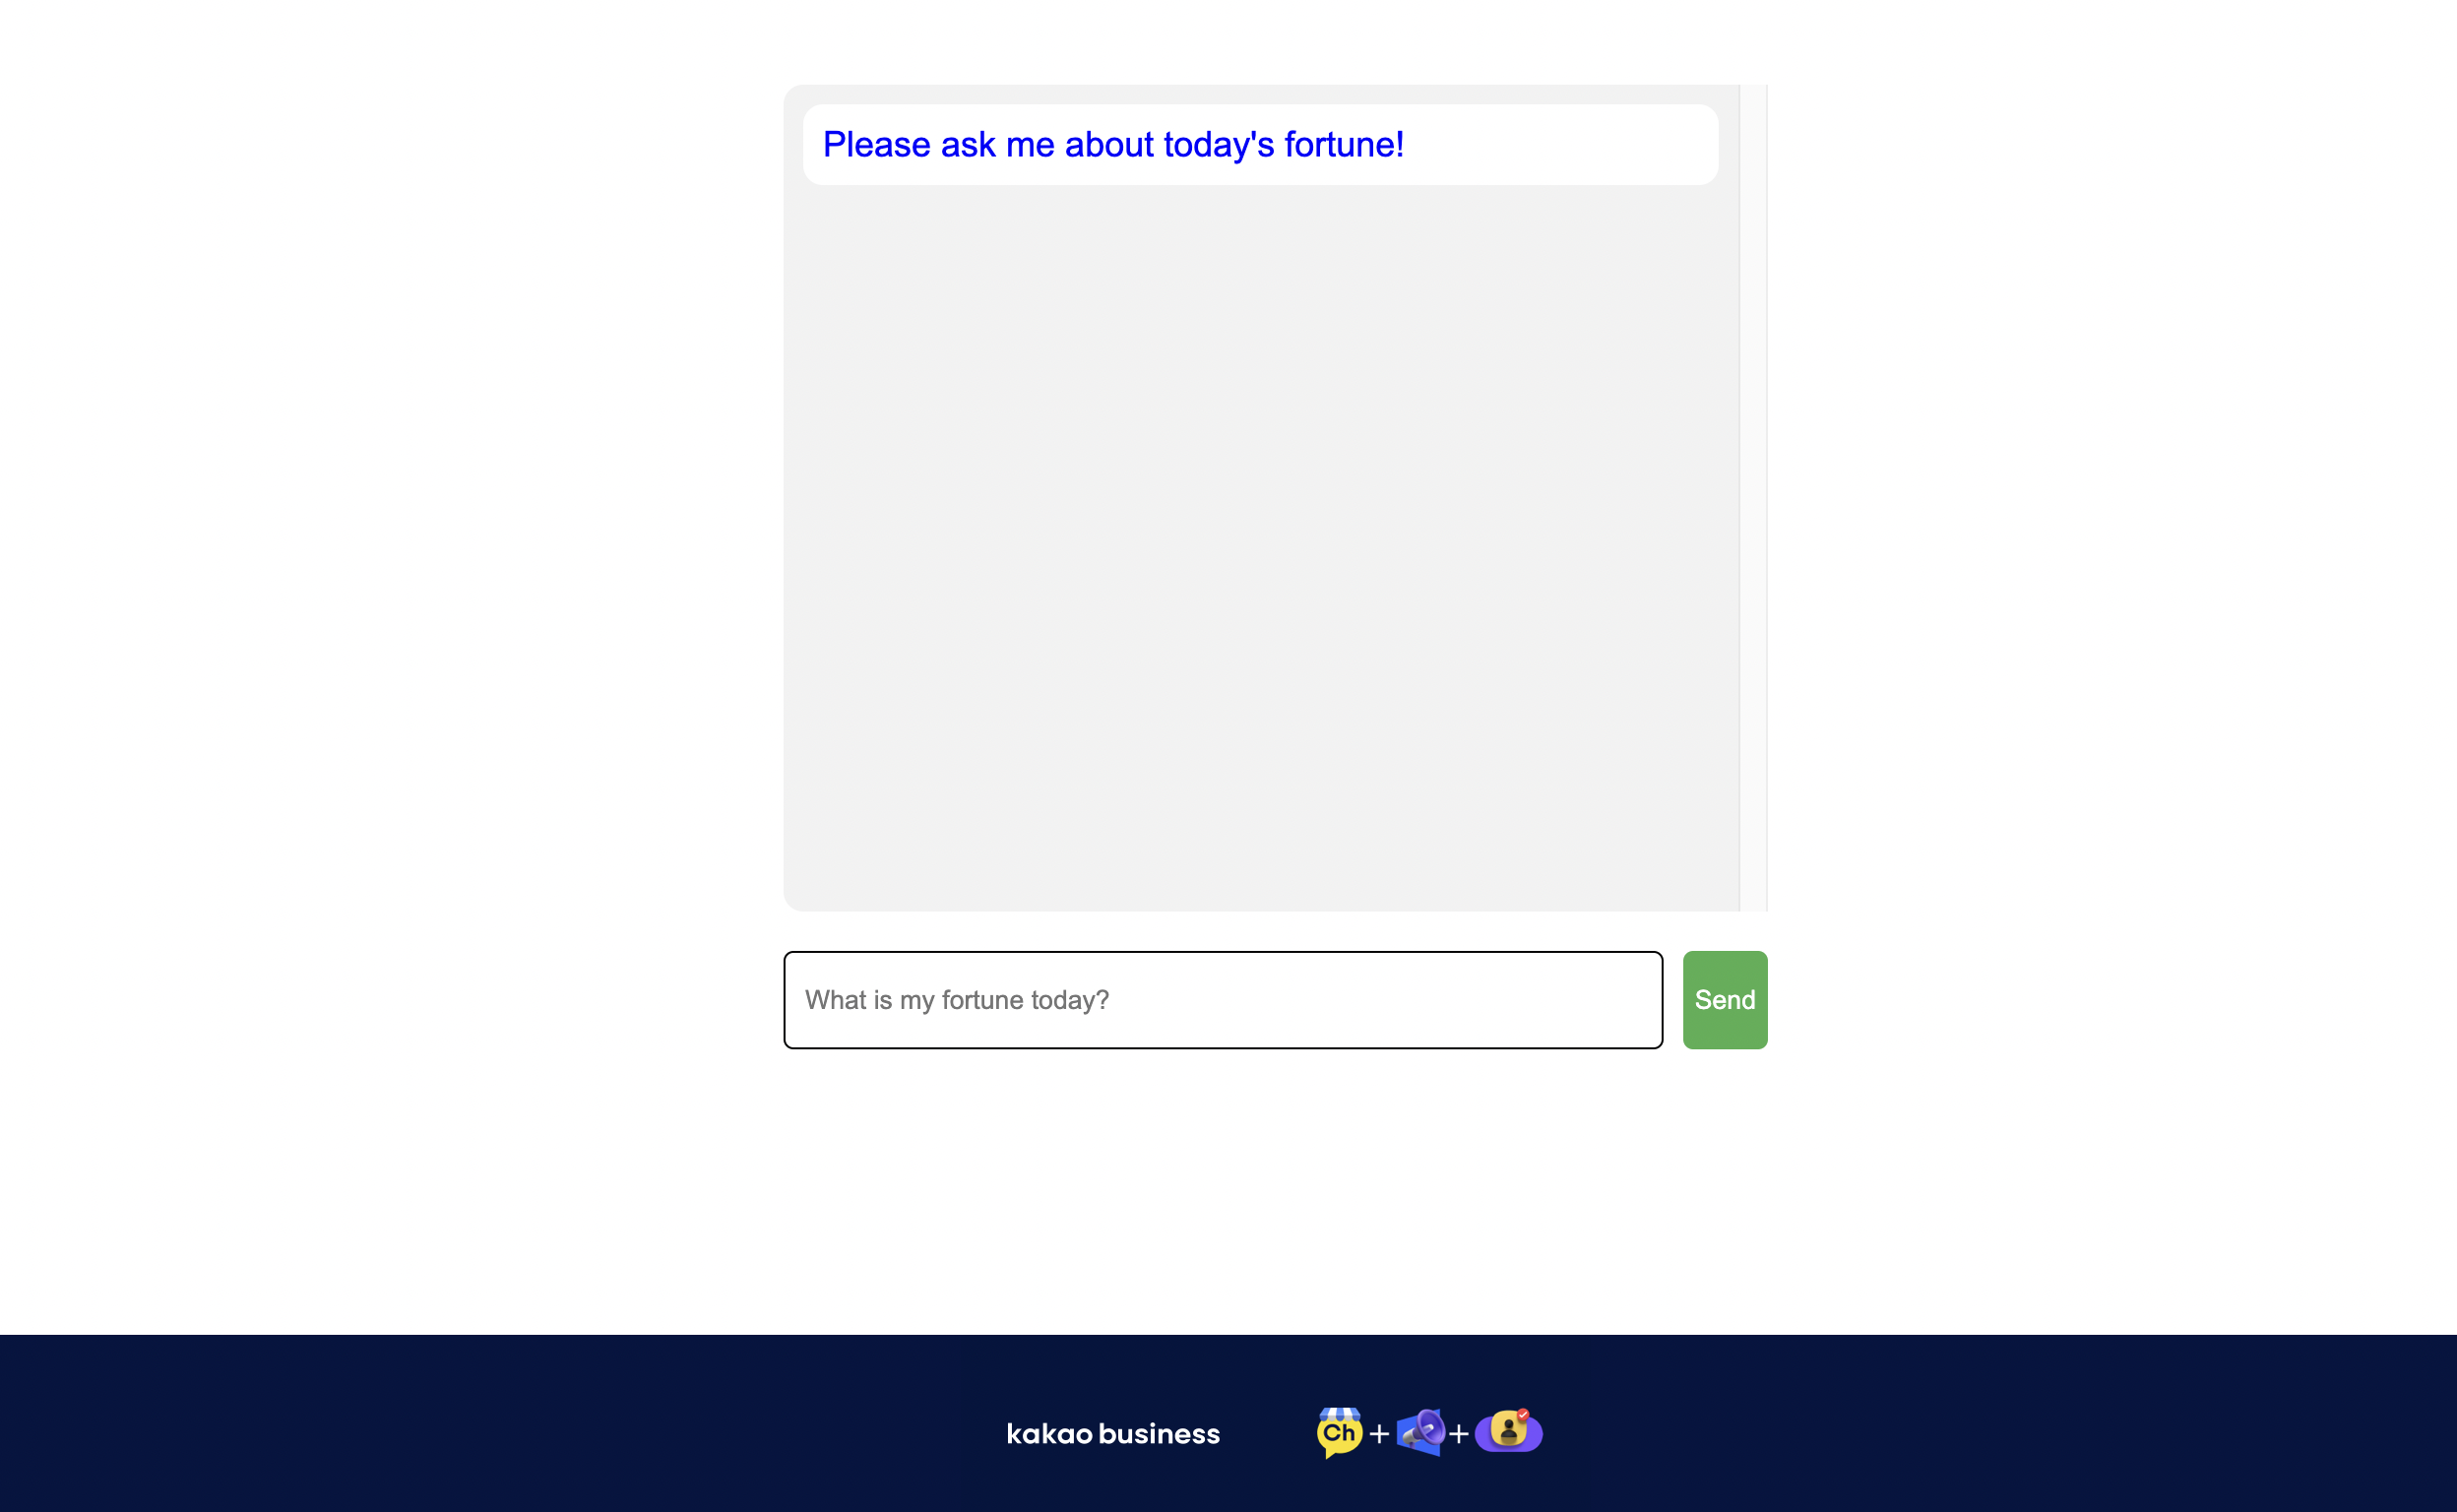 Please ask me about today's fortune!
What is my fortune today?
Send
kakao business
Ch + +